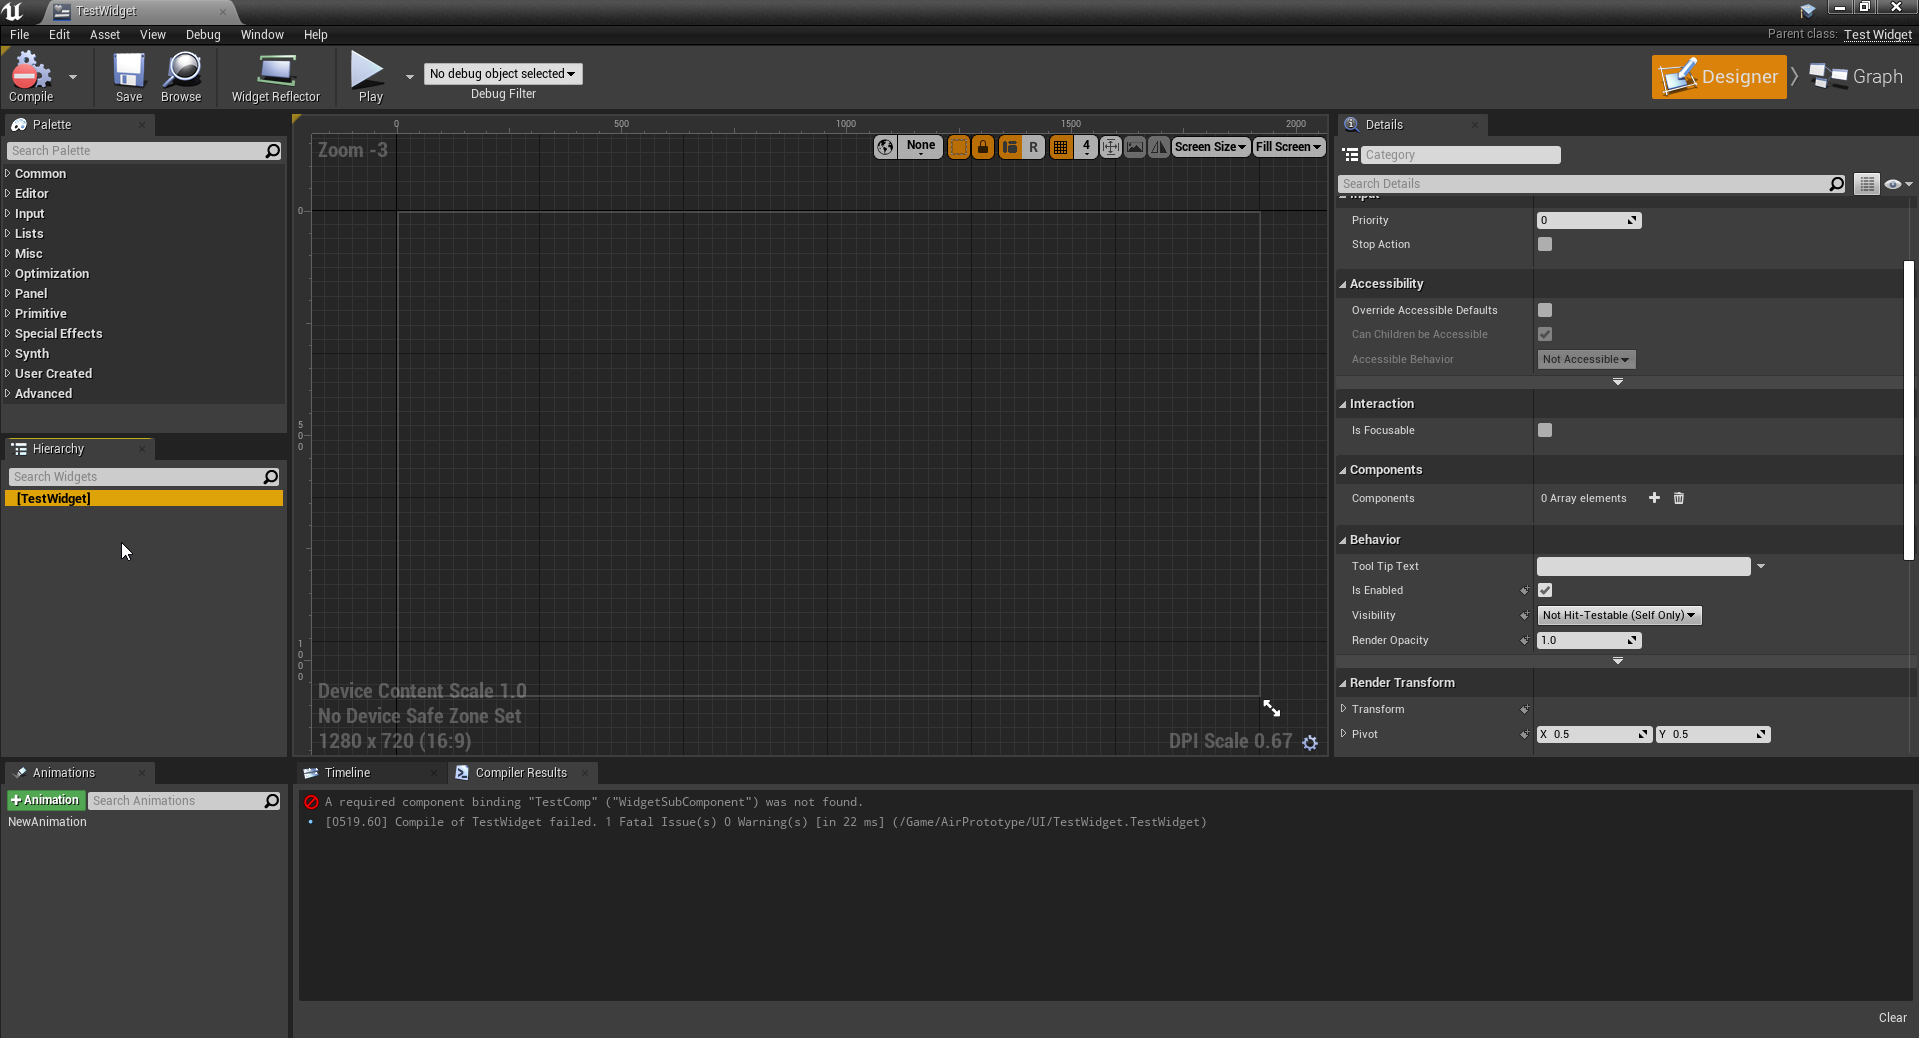 TestWidget
File Edit Asset View Debug Window Help
Parent class: Test Widget
Compile
Save
Browse
Widget Reflector
Play
No debug object selected
Debug Filter
Designer
Graph
Palette
Search Palette
Common
Editor
Input
Lists
Misc
Optimization
Panel
Primitive
Special Effects
Synth
User Created
Advanced
Hierarchy
Search Widgets
[TestWidget]
0 500 1000 1500 2000
Zoom -3
None
R
4
Screen Size
Fill Screen
0
500
1000
Device Content Scale 1.0
No Device Safe Zone Set
1280 x 720 (16:9)
DPI Scale 0.67
Details
Category
Search Details
Input
Priority 0
Stop Action
Accessibility
Override Accessible Defaults
Can Children be Accessible
Accessible Behavior Not Accessible
Interaction
Is Focusable
Components
Components 0 Array elements
Behavior
Tool Tip Text
Is Enabled
Visibility Not Hit-Testable (Self Only)
Render Opacity 1.0
Render Transform
Transform
Pivot X 0.5 Y 0.5
Animations
+Animation
Search Animations
NewAnimation
Timeline
Compiler Results
A required component binding "TestComp" ("WidgetSubComponent") was not found.
[0519.60] Compile of TestWidget failed. 1 Fatal Issue(s) 0 Warning(s) [in 22 ms] (/Game/AirPrototype/UI/TestWidget.TestWidget)
Clear